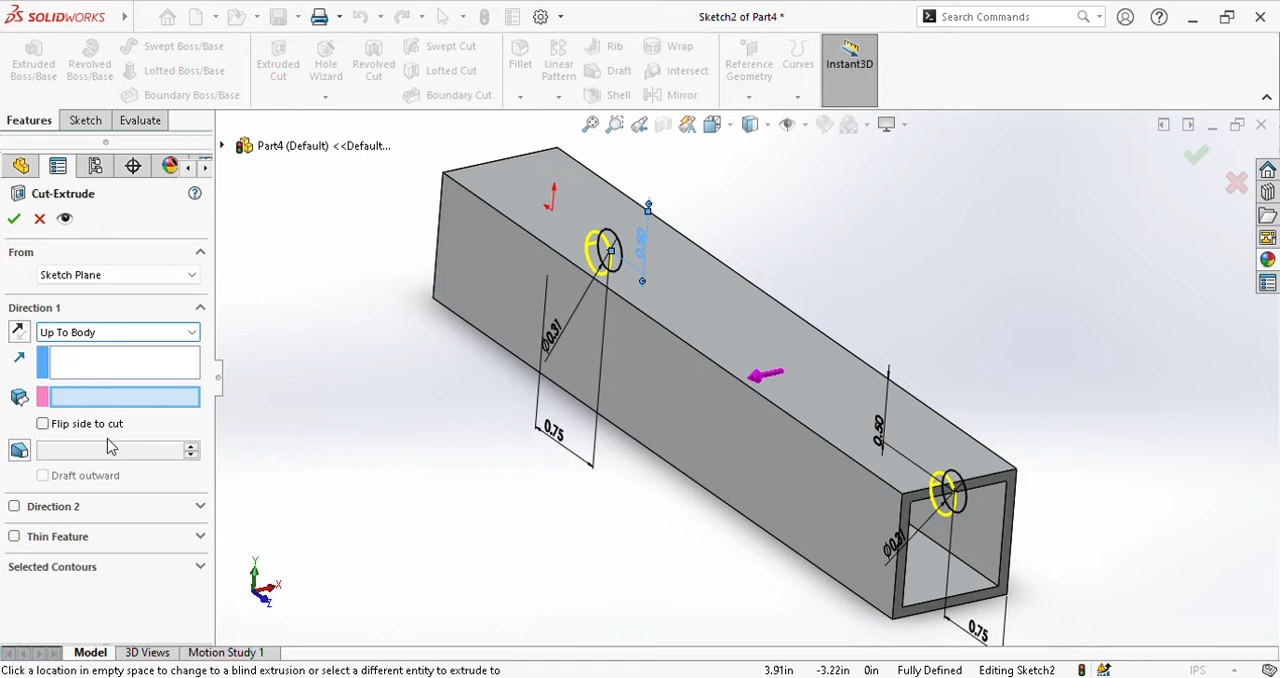 SOLIDWORKS
Sketch2 of Part4 *
Search Commands
Extruded Boss/Base
Revolved Boss/Base
Swept Boss/Base
Lofted Boss/Base
Boundary Boss/Base
Extruded Cut
Hole Wizard
Revolved Cut
Swept Cut
Lofted Cut
Boundary Cut
Fillet
Linear Pattern
Rib
Draft
Shell
Wrap
Intersect
Mirror
Reference Geometry
Curves
Instant3D
Features
Sketch
Evaluate
Part4 (Default) <<Default...
Cut-Extrude
From
Sketch Plane
Direction 1
Up To Body
Flip side to cut
Draft outward
Direction 2
Thin Feature
Selected Contours
0.50
Ø0.31
0.75
0.50
Ø0.31
0.75
Y
X
Z
Model
3D Views
Motion Study 1
Click a location in empty space to change to a blind extrusion or select a different entity to extrude to
3.91in
-3.22in
0in
Fully Defined
Editing Sketch2
IPS